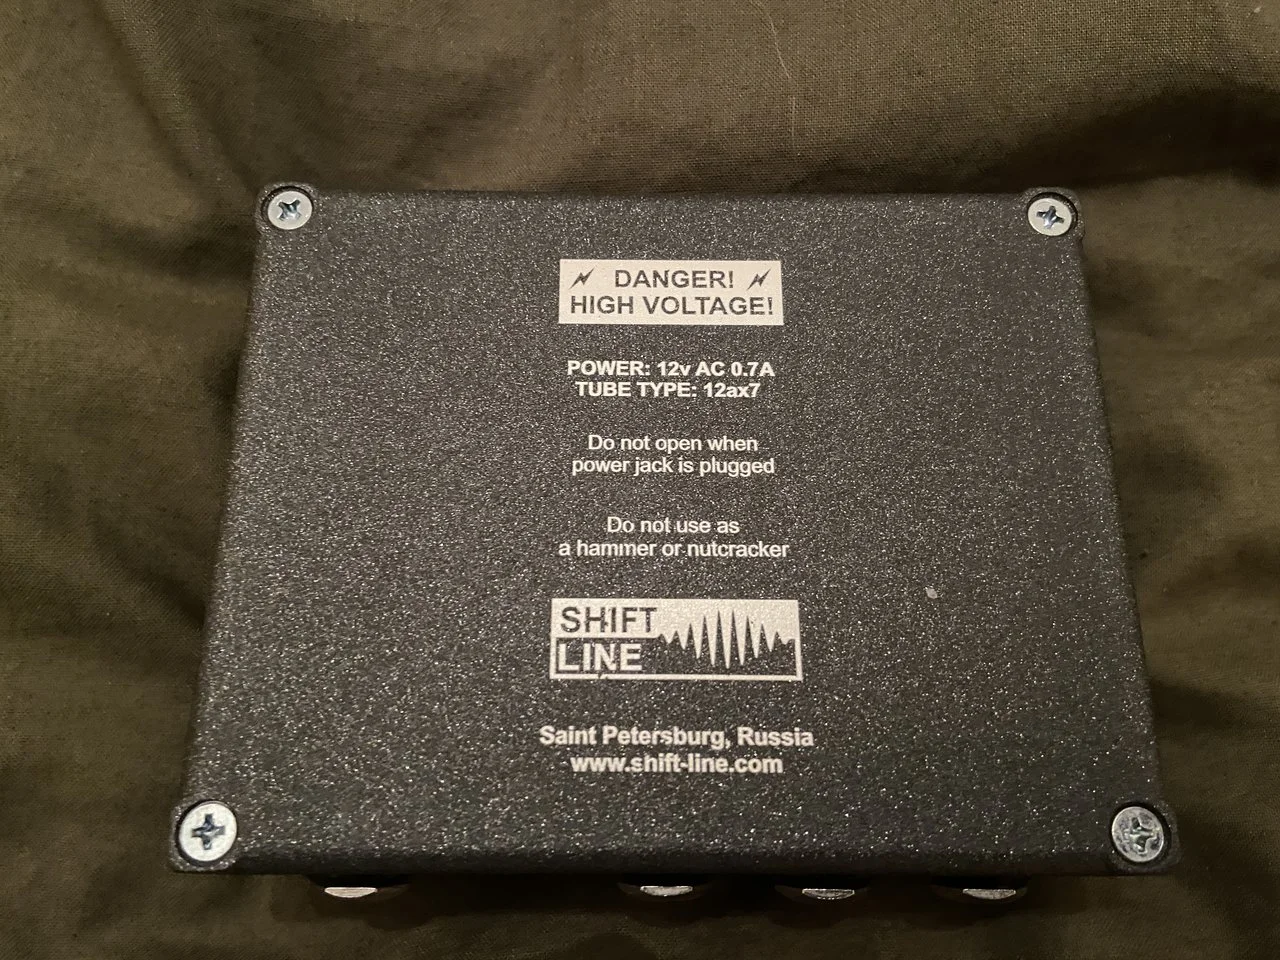 DANGER!
HIGH VOLTAGE!
POWER: 12v AC 0.7A
TUBE TYPE: 12ax7
Do not open when
power jack is plugged
Do not use as
a hammer or nutcracker
SHIFT
LINE
Saint Petersburg, Russia
www.shift-line.com